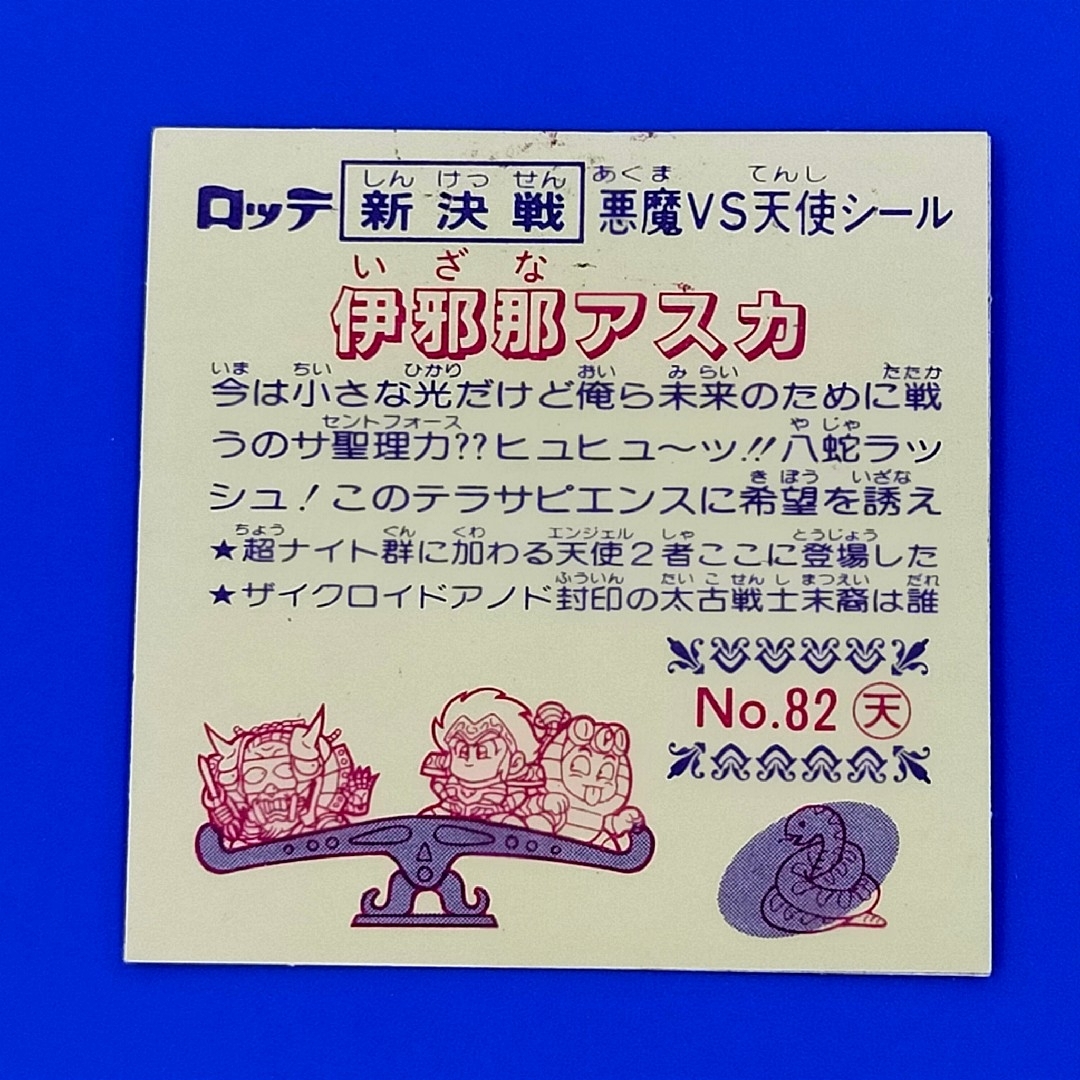 ロッテ 新決戦 悪魔VS天使シール
しん けっ せん あくま てんし
いざな
伊邪那アスカ
いま ちい ひかり おい みらい たたか
今は小さな光だけど俺ら未来のために戦
セントフォース やじゃ
うのサ聖理力??ヒュヒュ〜ッ!!八蛇ラッ
きぼう いざな
シュ!このテラサピエンスに希望を誘え
ちょう ぐん くわ エンジェル しゃ とうじょう
★超ナイト群に加わる天使2者ここに登場した
ふういん たいこせんしまつえい だれ
★ザイクロイドアノド封印の太古戦士末裔は誰
No.82 天